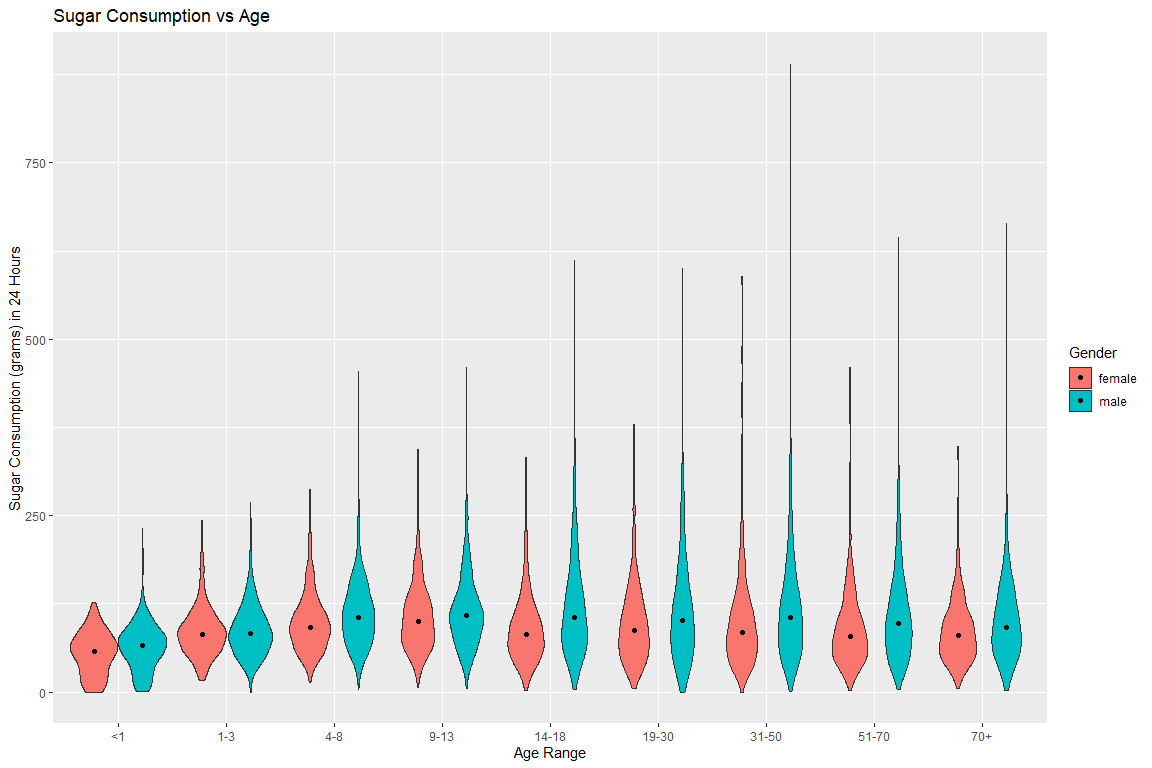 Sugar Consumption vs Age
Sugar Consumption (grams) in 24 Hours
750
500
250
0
<1
1-3
4-8
9-13
14-18
19-30
31-50
51-70
70+
Age Range
Gender
female
male